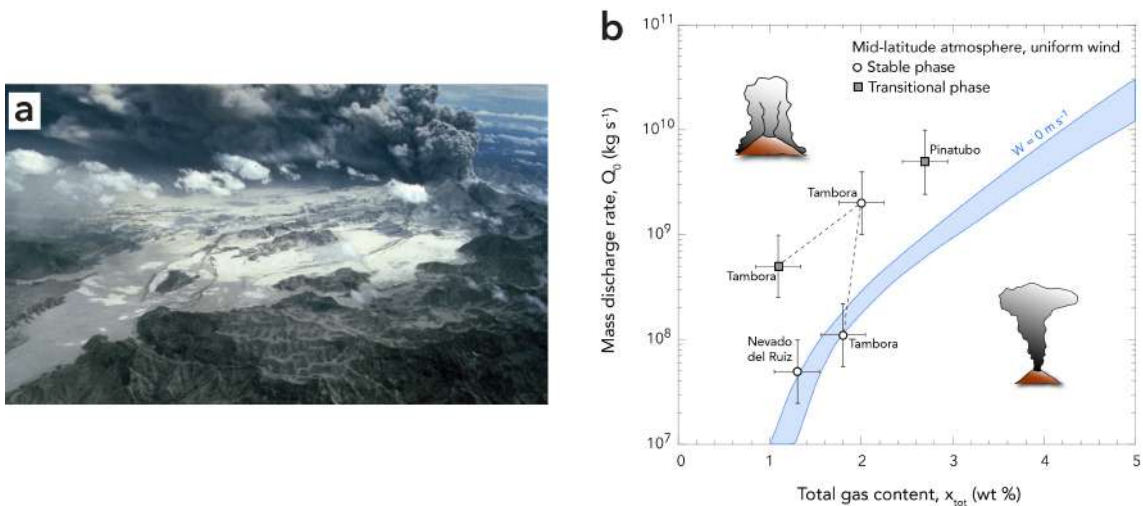 a
b
Mid-latitude atmosphere, uniform wind
Stable phase
Transitional phase
Mass discharge rate, Q₀ (kg s⁻¹)
10¹¹
10¹⁰
10⁹
10⁸
10⁷
W = 0 m s⁻¹
Pinatubo
Tambora
Tambora
Nevado
del Ruiz
Tambora
0
1
2
3
4
5
Total gas content, xₜₒₜ (wt %)